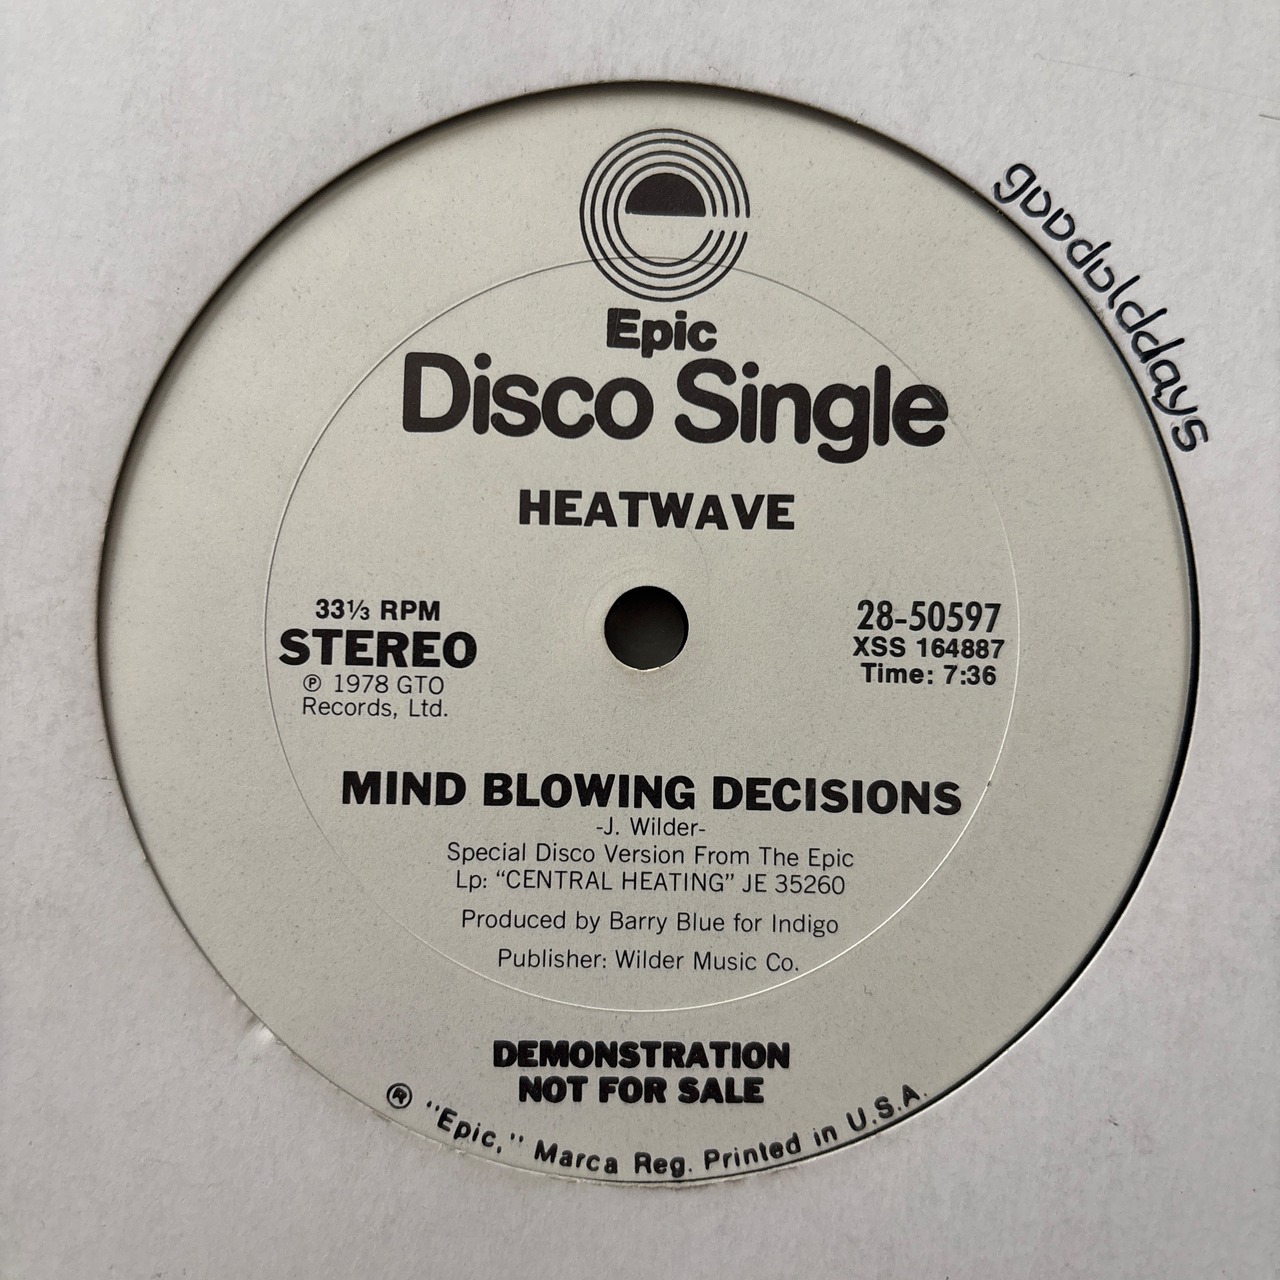 goodolddays
Epic
Disco Single
HEATWAVE
33⅓ RPM
STEREO
℗ 1978 GTO
Records, Ltd.
28-50597
XSS 164887
Time: 7:36
MIND BLOWING DECISIONS
-J. Wilder-
Special Disco Version From The Epic
Lp: “CENTRAL HEATING” JE 35260
Produced by Barry Blue for Indigo
Publisher: Wilder Music Co.
DEMONSTRATION
NOT FOR SALE
® "Epic," Marca Reg. Printed in U.S.A.